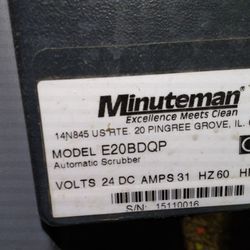 Minuteman
Excellence Meets Clean
14N845 US RTE. 20 PINGREE GROVE, IL.
MODEL E20BDQP
Automatic Scrubber
VOLTS 24 DC AMPS 31 HZ 60
S/N: 15110016